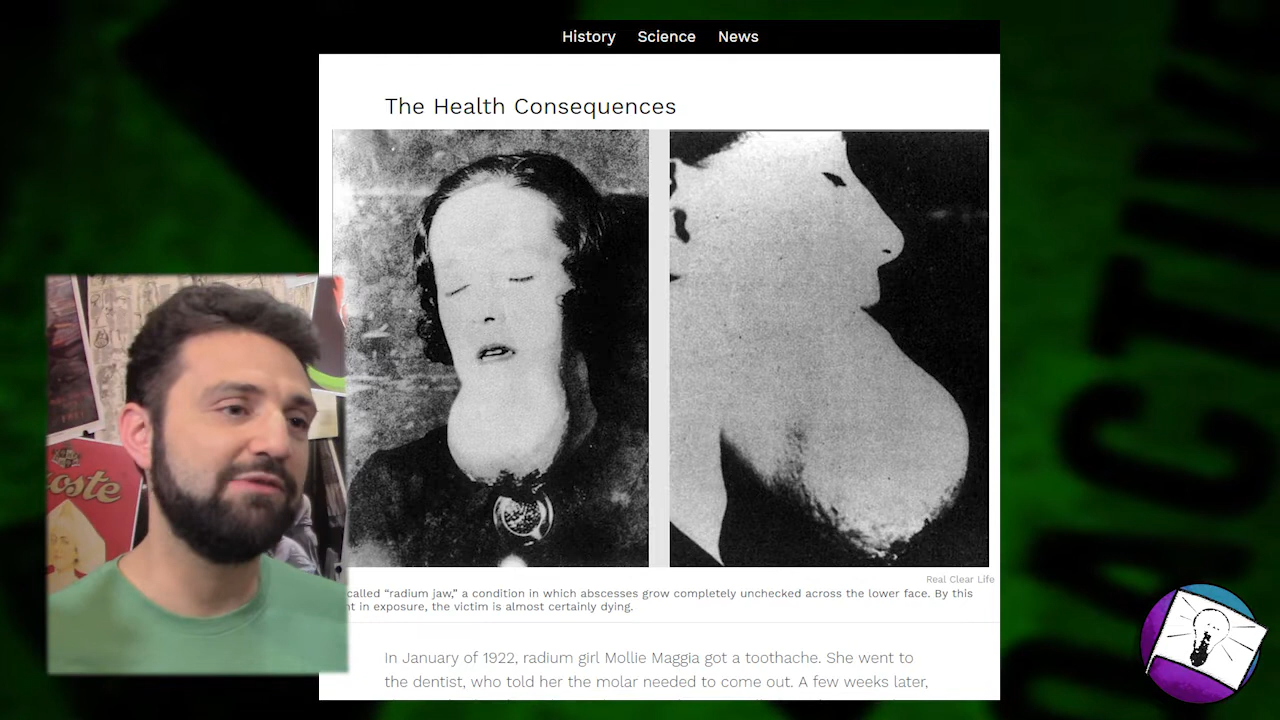 History Science News
The Health Consequences
Real Clear Life
called “radium jaw,” a condition in which abscesses grow completely unchecked across the lower face. By this
in exposure, the victim is almost certainly dying.
In January of 1922, radium girl Mollie Maggia got a toothache. She went to
the dentist, who told her the molar needed to come out. A few weeks later,